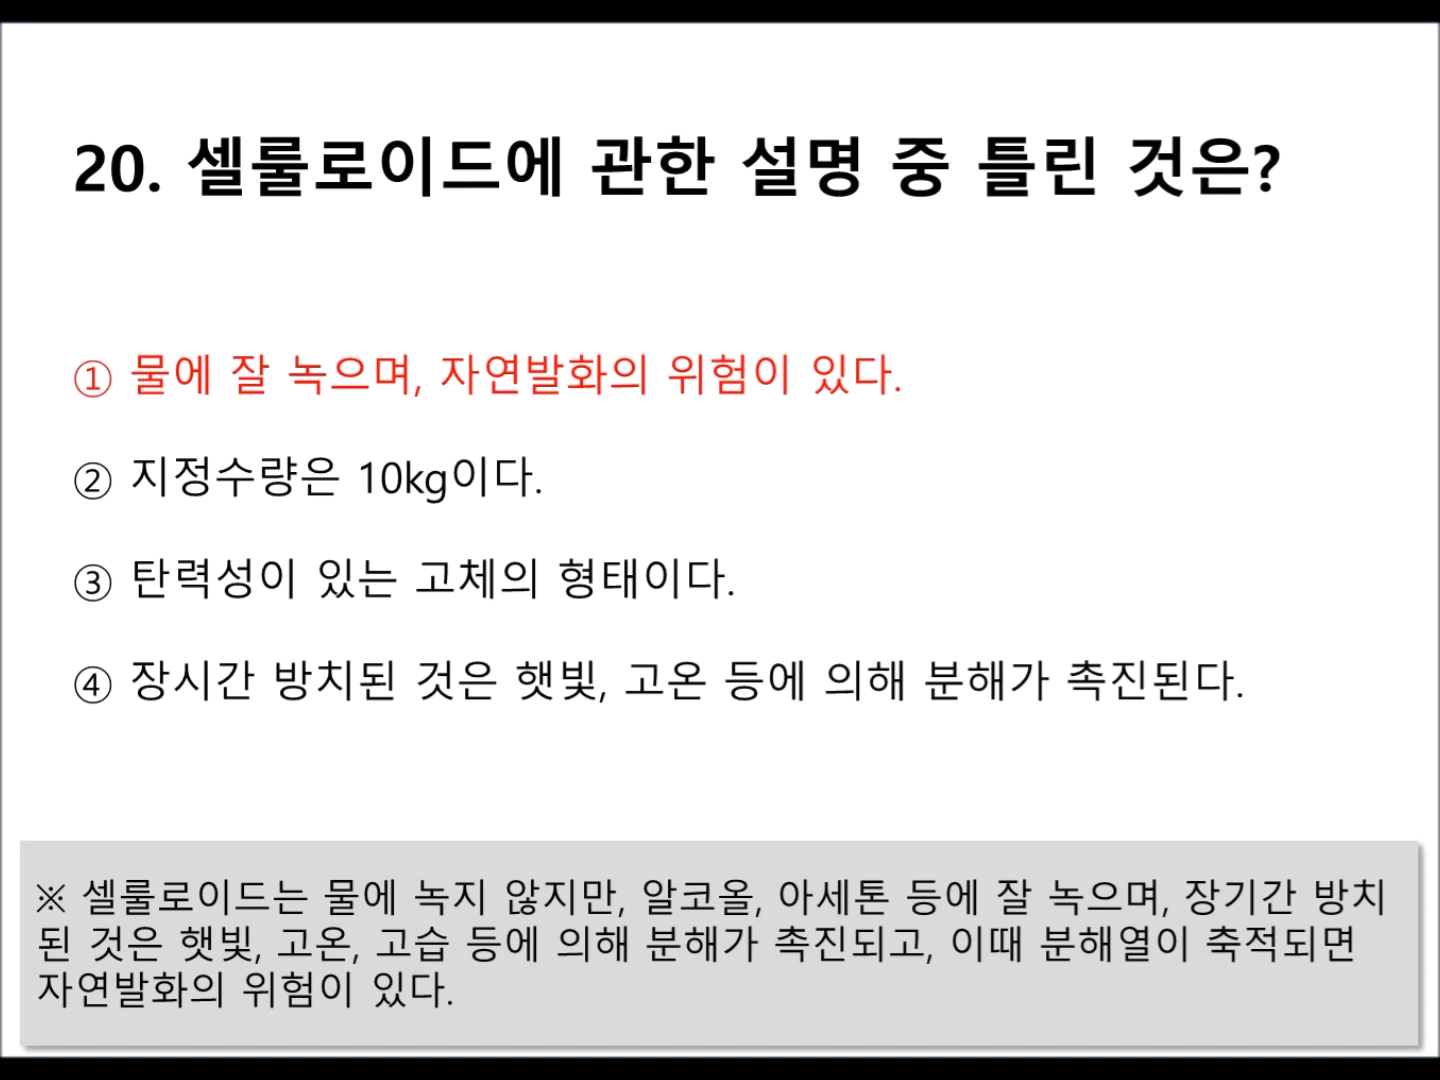 20. 셀룰로이드에 관한 설명 중 틀린 것은?
① 물에 잘 녹으며, 자연발화의 위험이 있다.
② 지정수량은 10kg이다.
③ 탄력성이 있는 고체의 형태이다.
④ 장시간 방치된 것은 햇빛, 고온 등에 의해 분해가 촉진된다.
※ 셀룰로이드는 물에 녹지 않지만, 알코올, 아세톤 등에 잘 녹으며, 장기간 방치
된 것은 햇빛, 고온, 고습 등에 의해 분해가 촉진되고, 이때 분해열이 축적되면
자연발화의 위험이 있다.